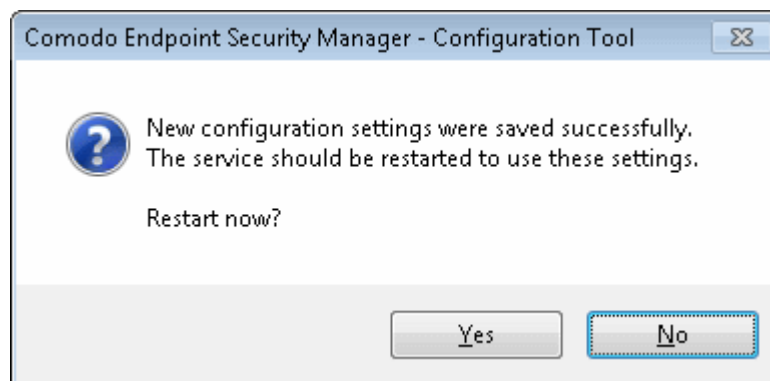 Comodo Endpoint Security Manager - Configuration Tool
?
New configuration settings were saved successfully.
The service should be restarted to use these settings.
Restart now?
Yes
No